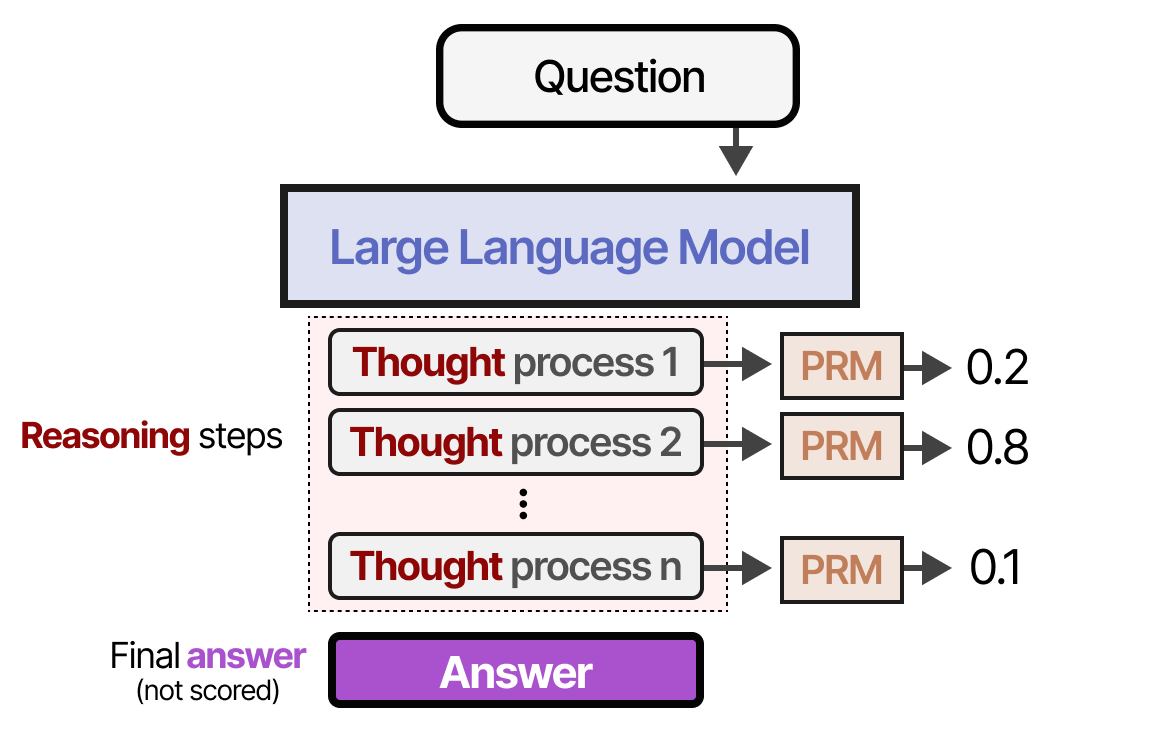 Question
Large Language Model
Thought process 1
PRM
0.2
Reasoning steps
Thought process 2
PRM
0.8
Thought process n
PRM
0.1
Final answer
(not scored)
Answer